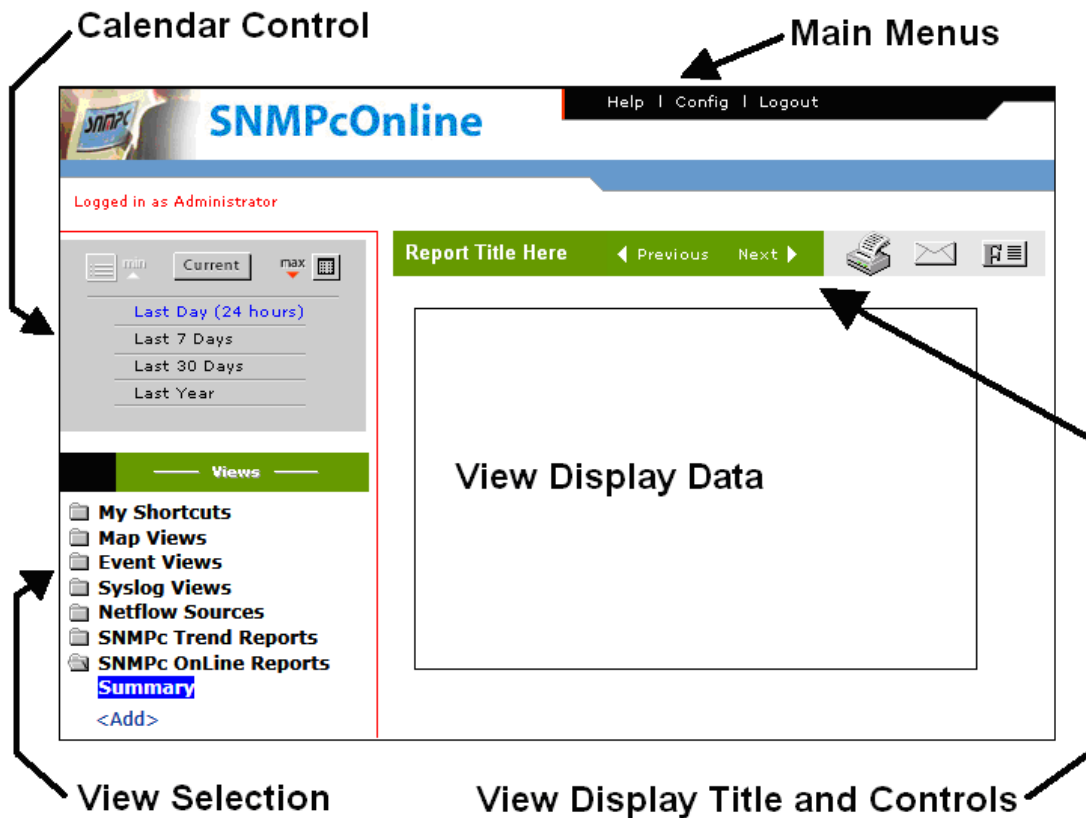 Calendar Control
Main Menus
SNMPc
SNMPcOnline
Help | Config | Logout
Logged in as Administrator
min Current max
Last Day (24 hours)
Last 7 Days
Last 30 Days
Last Year
Report Title Here Previous Next
F
View Display Data
Views
My Shortcuts
Map Views
Event Views
Syslog Views
Netflow Sources
SNMPc Trend Reports
SNMPc OnLine Reports
Summary
<Add>
View Selection
View Display Title and Controls